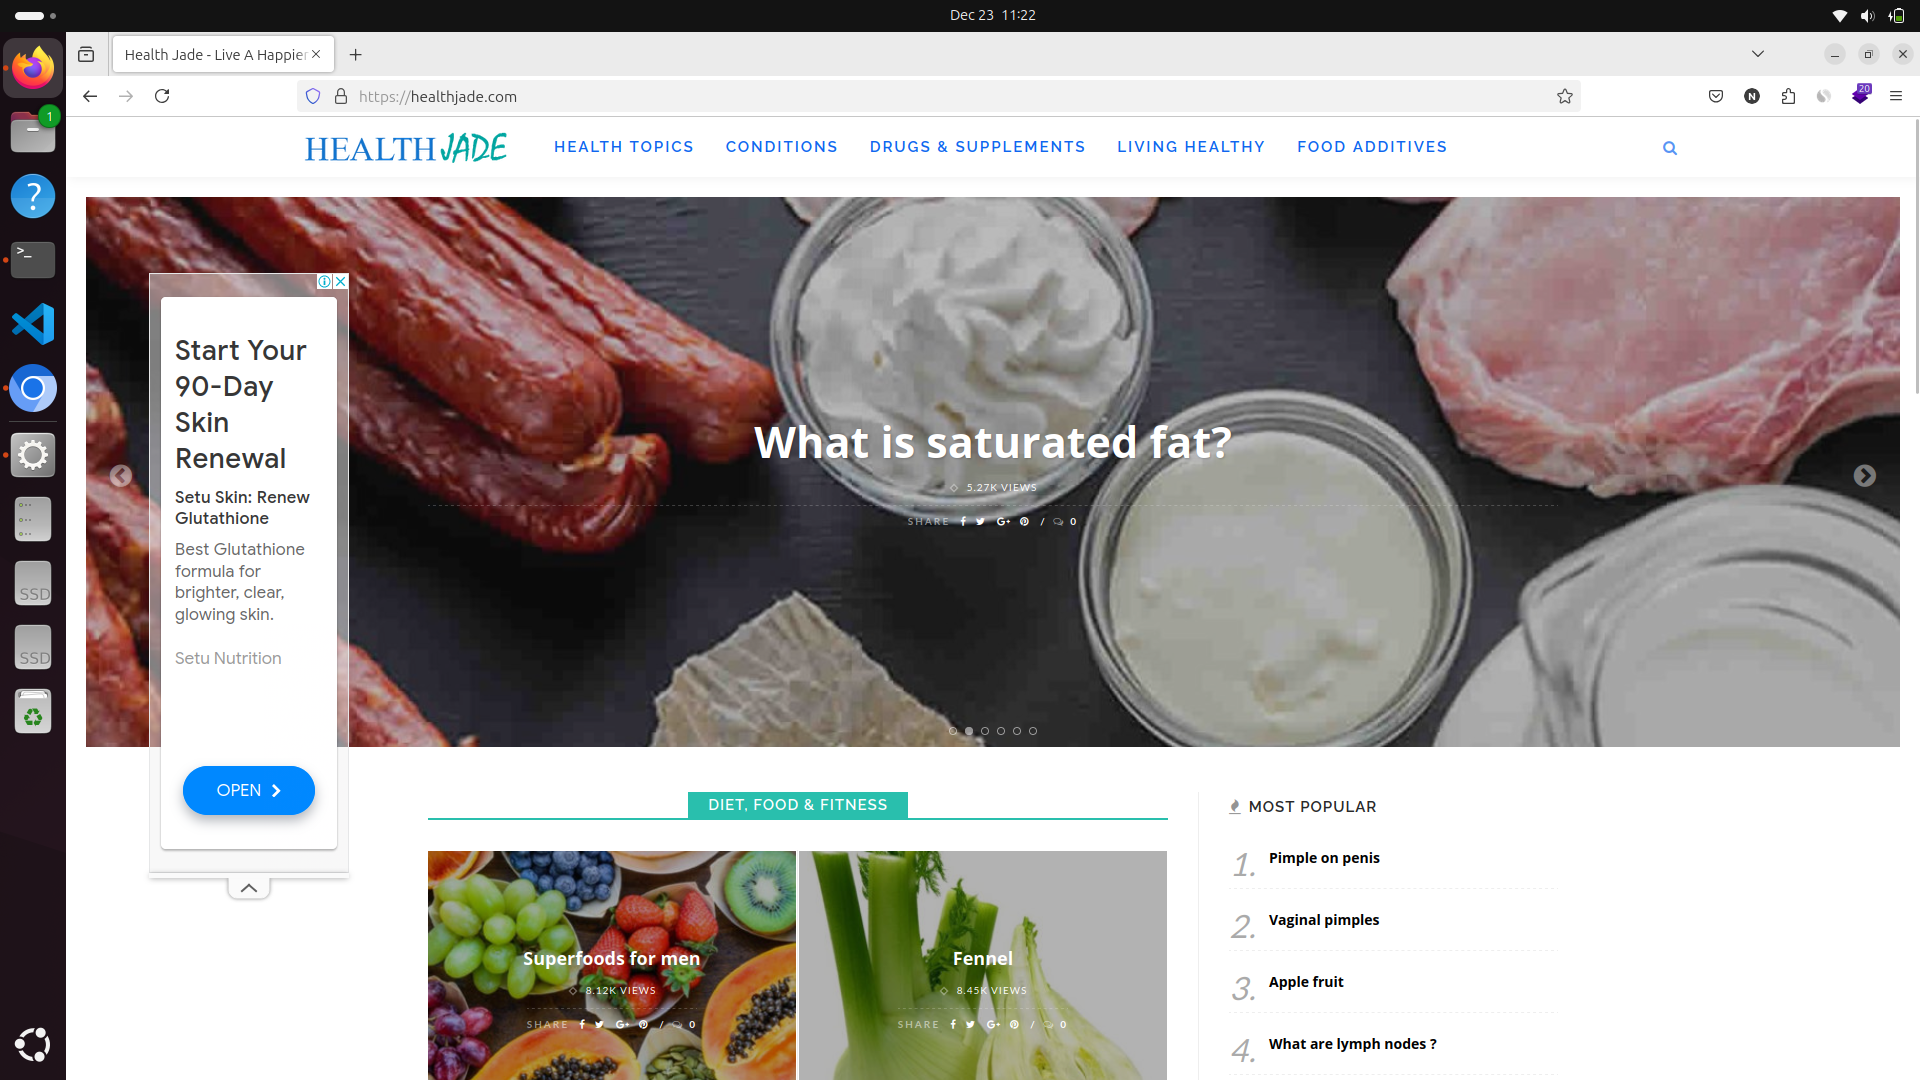 Dec 23 11:22
Health Jade - Live A Happier
https://healthjade.com
20
1
HEALTH JADE
HEALTH TOPICS
CONDITIONS
DRUGS & SUPPLEMENTS
LIVING HEALTHY
FOOD ADDITIVES
Start Your
90-Day
Skin
Renewal
Setu Skin: Renew
Glutathione
Best Glutathione
formula for
brighter, clear,
glowing skin.
Setu Nutrition
OPEN
What is saturated fat?
5.27K VIEWS
SHARE / 0
SSD
SSD
DIET, FOOD & FITNESS
Superfoods for men
8.12K VIEWS
SHARE / 0
Fennel
8.45K VIEWS
SHARE / 0
MOST POPULAR
1. Pimple on penis
2. Vaginal pimples
3. Apple fruit
4. What are lymph nodes ?